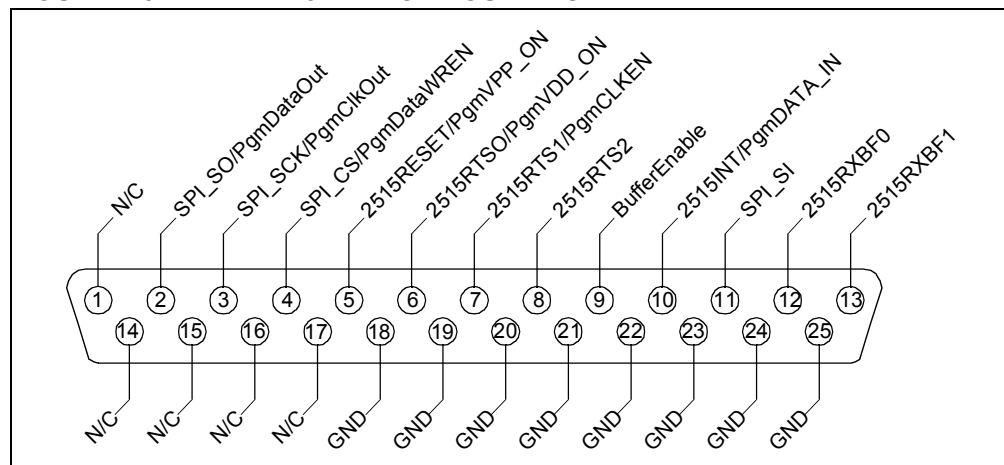 N/C
SPI_SO/PgmDataOut
SPI_SCK/PgmClkOut
SPI_CS/PgmDataWREN
2515RESET/PgmVPP_ON
2515RTSO/PgmVDD_ON
2515RTS1/PgmCLKEN
2515RTS2
BufferEnable
2515INT/PgmDATA_IN
SPI_SI
2515RXBF0
2515RXBF1
1 2 3 4 5 6 7 8 9 10 11 12 13
14 15 16 17 18 19 20 21 22 23 24 25
N/C
N/C
N/C
N/C
GND
GND
GND
GND
GND
GND
GND
GND